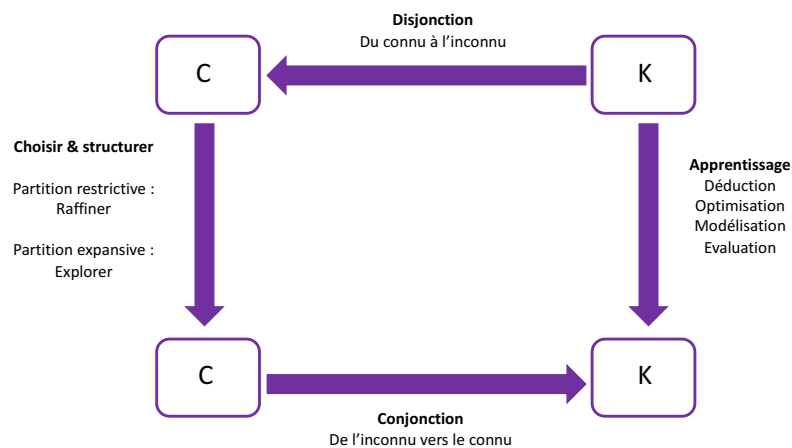 Disjonction
Du connu à l’inconnu
C
K
Choisir & structurer
Partition restrictive :
Raffiner
Partition expansive :
Explorer
Apprentissage
Déduction
Optimisation
Modélisation
Evaluation
C
K
Conjonction
De l’inconnu vers le connu